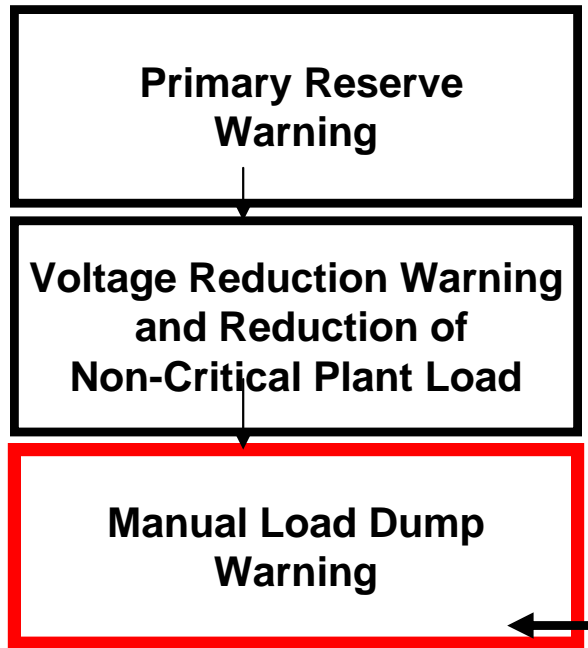 Primary Reserve
Warning
Voltage Reduction Warning
and Reduction of
Non-Critical Plant Load
Manual Load Dump
Warning